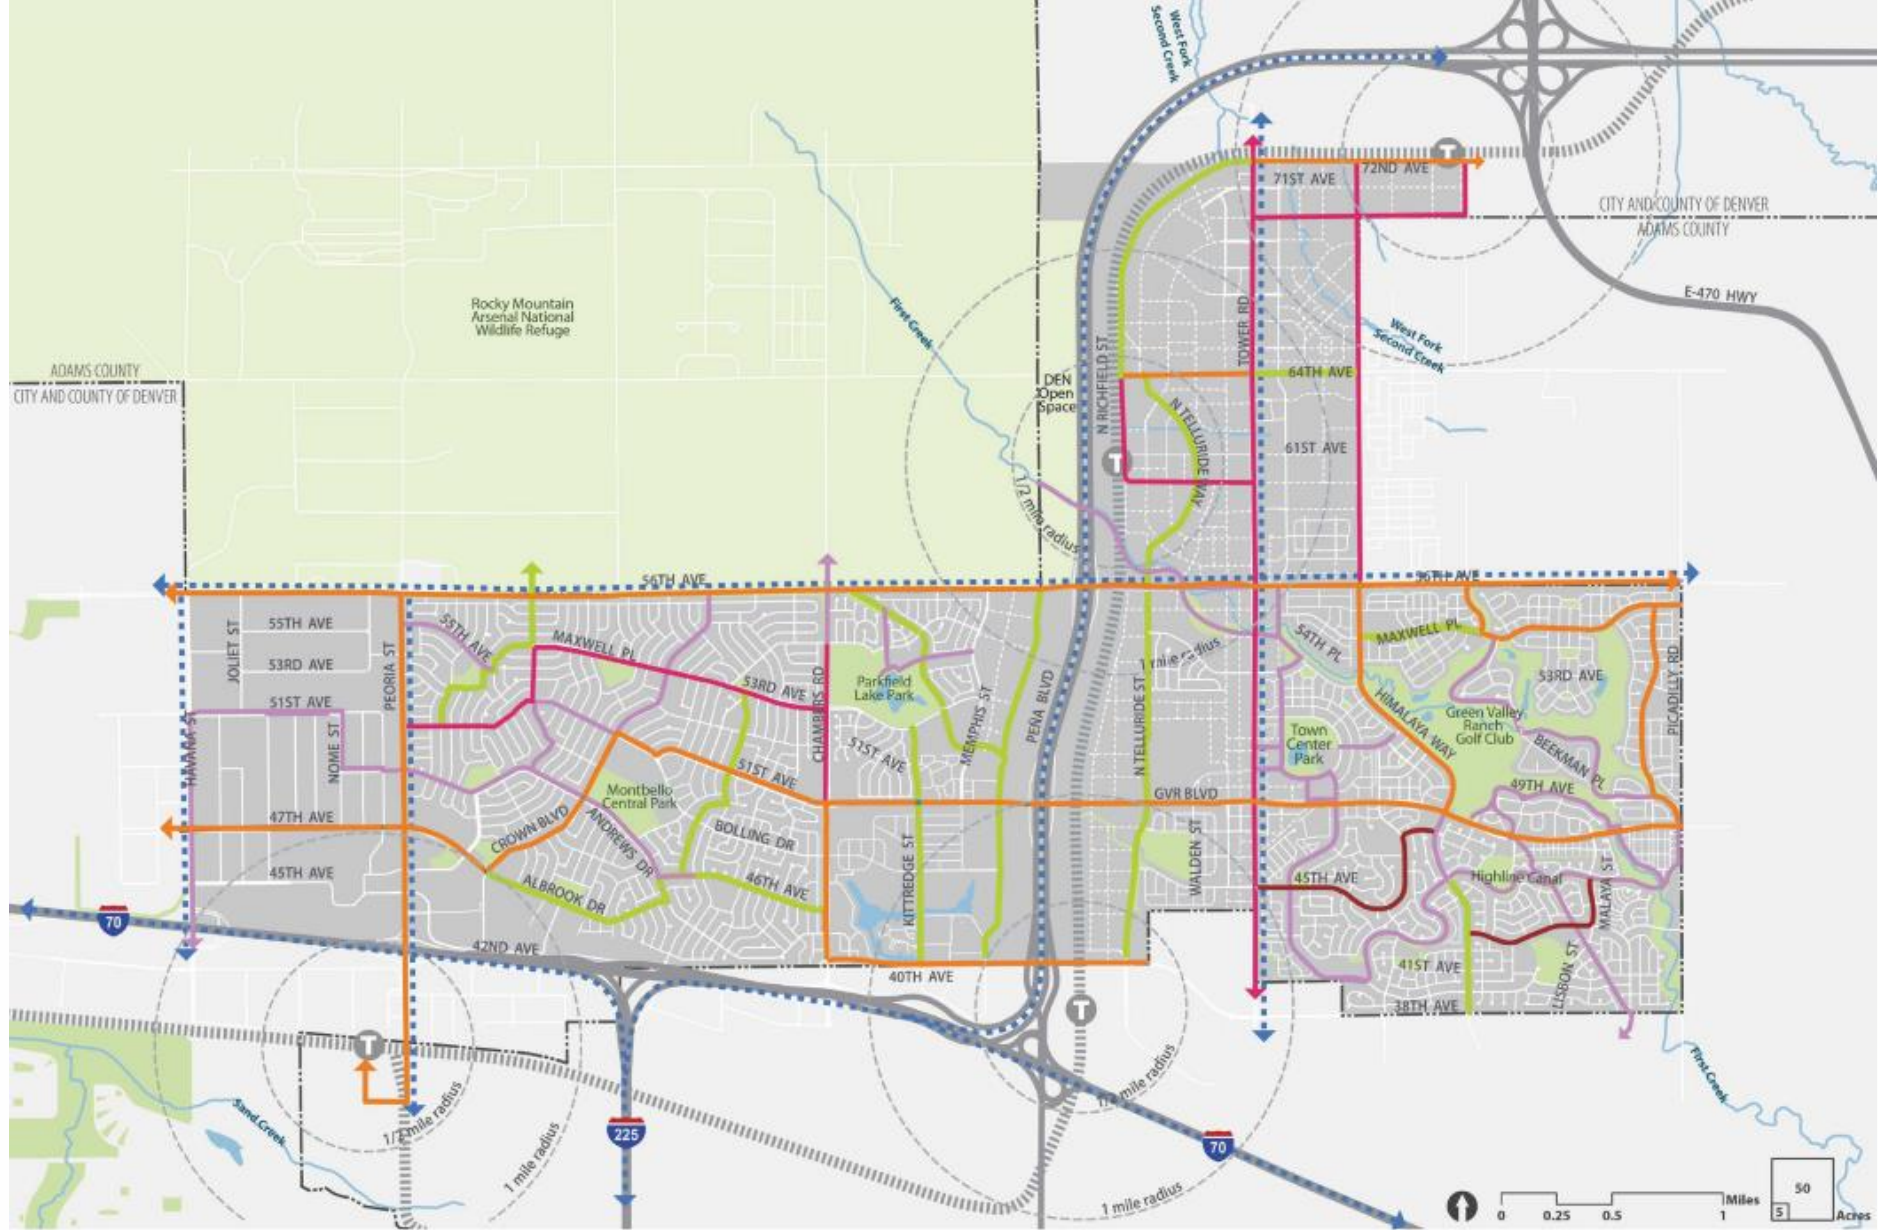 West Fork
Second Creek
T
72ND AVE
71ST AVE
CITY AND COUNTY OF DENVER
ADAMS COUNTY
E-470 HWY
Rocky Mountain
Arsenal National
Wildlife Refuge
First Creek
TOWER RD
West Fork
Second Creek
N RICHFIELD ST
ADAMS COUNTY
CITY AND COUNTY OF DENVER
DEN
Open
Space
64TH AVE
N TELLURIDE WAY
61ST AVE
T
1/2 mile radius
56TH AVE
56TH AVE
JOLIET ST
55TH AVE
PEORIA ST
55TH AVE
MAXWELL PL
53RD AVE
53RD AVE
CHAMBERS RD
Parkfield
Lake Park
1 mile radius
54TH PL
MAXWELL PL
53RD AVE
PICADILLY RD
51ST AVE
HAVANA ST
NOME ST
51ST AVE
51ST AVE
MEMPHIS ST
PEÑA BLVD
N TELLURIDE ST
Town
Center
Park
HIMALAYA WAY
Green Valley
Ranch
Golf Club
BEEKMAN PL
49TH AVE
Montbello
Central Park
GVR BLVD
47TH AVE
CROWN BLVD
ANDREWS DR
BOLLING DR
KITTREDGE ST
WALDEN ST
45TH AVE
ALBROOK DR
46TH AVE
45TH AVE
Highline Canal
MALAYA ST
70
42ND AVE
40TH AVE
41ST AVE
LISBON ST
38TH AVE
T
T
1/2 mile radius
1/2 mile radius
First Creek
Sand Creek
1 mile radius
225
70
1 mile radius
0
0.25
0.5
1
Miles
50
5
Acres